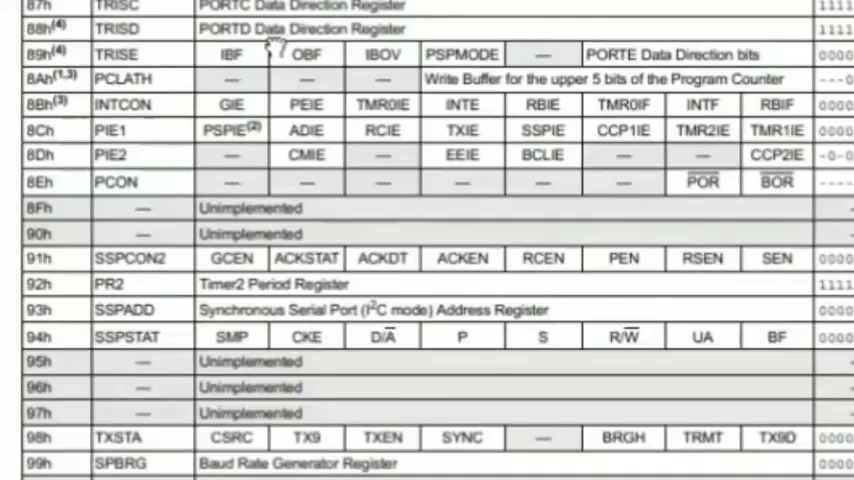 87h TRISC PORTC Data Direction Register 1111
88h(4) TRISD PORTD Data Direction Register 1111
89h(4) TRISE IBF OBF IBOV PSPMODE — PORTE Data Direction bits 0000
8Ah(1,3) PCLATH — — — Write Buffer for the upper 5 bits of the Program Counter ---0
8Bh(3) INTCON GIE PEIE TMR0IE INTE RBIE TMR0IF INTF RBIF 0000
8Ch PIE1 PSPIE(2) ADIE RCIE TXIE SSPIE CCP1IE TMR2IE TMR1IE 0000
8Dh PIE2 — CMIE — EEIE BCLIE — — CCP2IE -0-0
8Eh PCON — — — — — — POR BOR ----
8Fh — Unimplemented
90h — Unimplemented
91h SSPCON2 GCEN ACKSTAT ACKDT ACKEN RCEN PEN RSEN SEN 0000
92h PR2 Timer2 Period Register 1111
93h SSPADD Synchronous Serial Port (I²C mode) Address Register 0000
94h SSPSTAT SMP CKE D/A P S R/W UA BF 0000
95h — Unimplemented
96h — Unimplemented
97h — Unimplemented
98h TXSTA CSRC TX9 TXEN SYNC — BRGH TRMT TX9D 0000
99h SPBRG Baud Rate Generator Register 0000